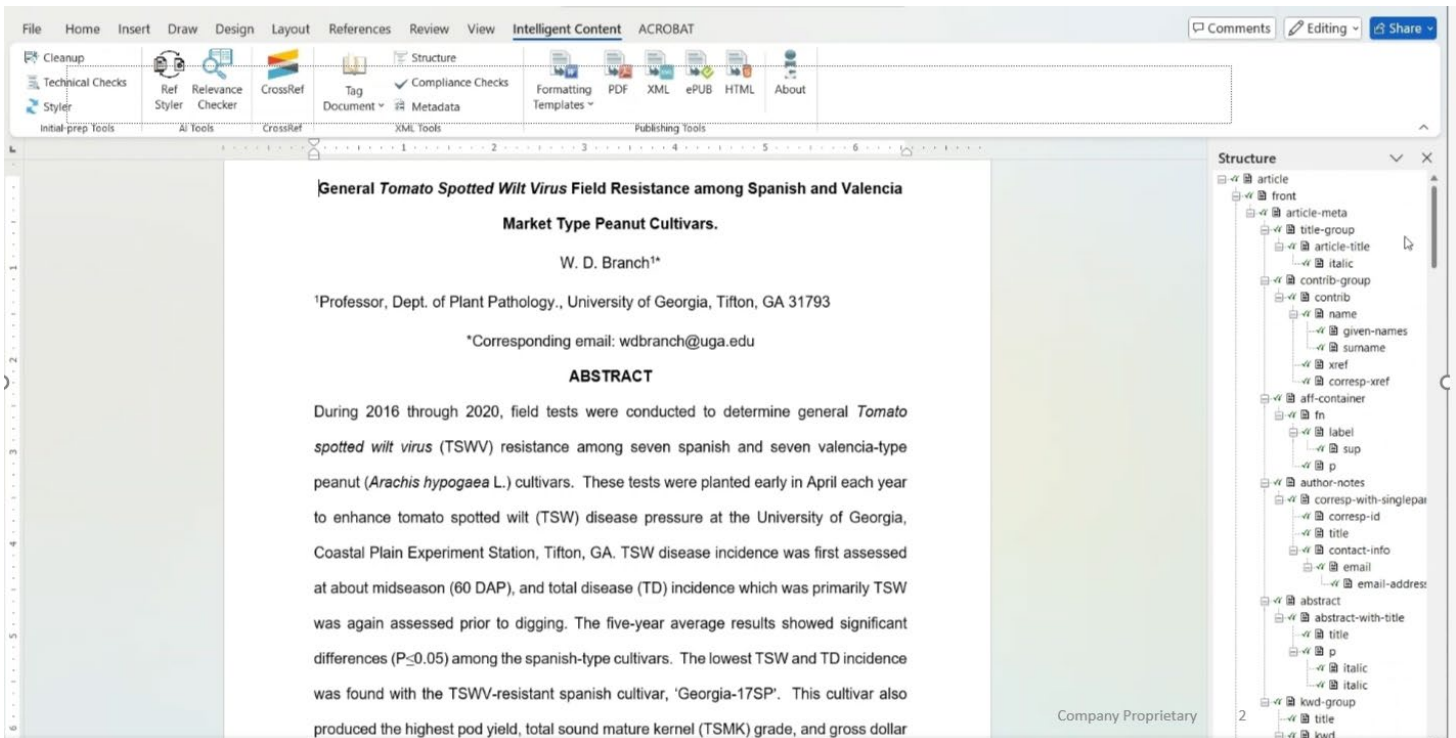 File Home Insert Draw Design Layout References Review View Intelligent Content ACROBAT
Comments Editing Share
Cleanup
Technical Checks
Styler
Initial-prep Tools
Ref Styler
Relevance Checker
AI Tools
CrossRef
CrossRef
Tag Document
Structure
Compliance Checks
Metadata
XML Tools
Formatting Templates
PDF
XML
ePUB
HTML
About
Publishing Tools
1 2 3 4 5 6
General Tomato Spotted Wilt Virus Field Resistance among Spanish and Valencia
Market Type Peanut Cultivars.
W. D. Branch¹*
¹Professor, Dept. of Plant Pathology., University of Georgia, Tifton, GA 31793
*Corresponding email: wdbranch@uga.edu
ABSTRACT
During 2016 through 2020, field tests were conducted to determine general Tomato
spotted wilt virus (TSWV) resistance among seven spanish and seven valencia-type
peanut (Arachis hypogaea L.) cultivars. These tests were planted early in April each year
to enhance tomato spotted wilt (TSW) disease pressure at the University of Georgia,
Coastal Plain Experiment Station, Tifton, GA. TSW disease incidence was first assessed
at about midseason (60 DAP), and total disease (TD) incidence which was primarily TSW
was again assessed prior to digging. The five-year average results showed significant
differences (P≤0.05) among the spanish-type cultivars. The lowest TSW and TD incidence
was found with the TSWV-resistant spanish cultivar, ‘Georgia-17SP’. This cultivar also
produced the highest pod yield, total sound mature kernel (TSMK) grade, and gross dollar
Structure
article
front
article-meta
title-group
article-title
italic
contrib-group
contrib
name
given-names
surname
xref
corresp-xref
aff-container
fn
label
sup
p
author-notes
corresp-with-singlepar
corresp-id
title
contact-info
email
email-address
abstract
abstract-with-title
title
p
italic
italic
kwd-group
title
kwd
Company Proprietary 2